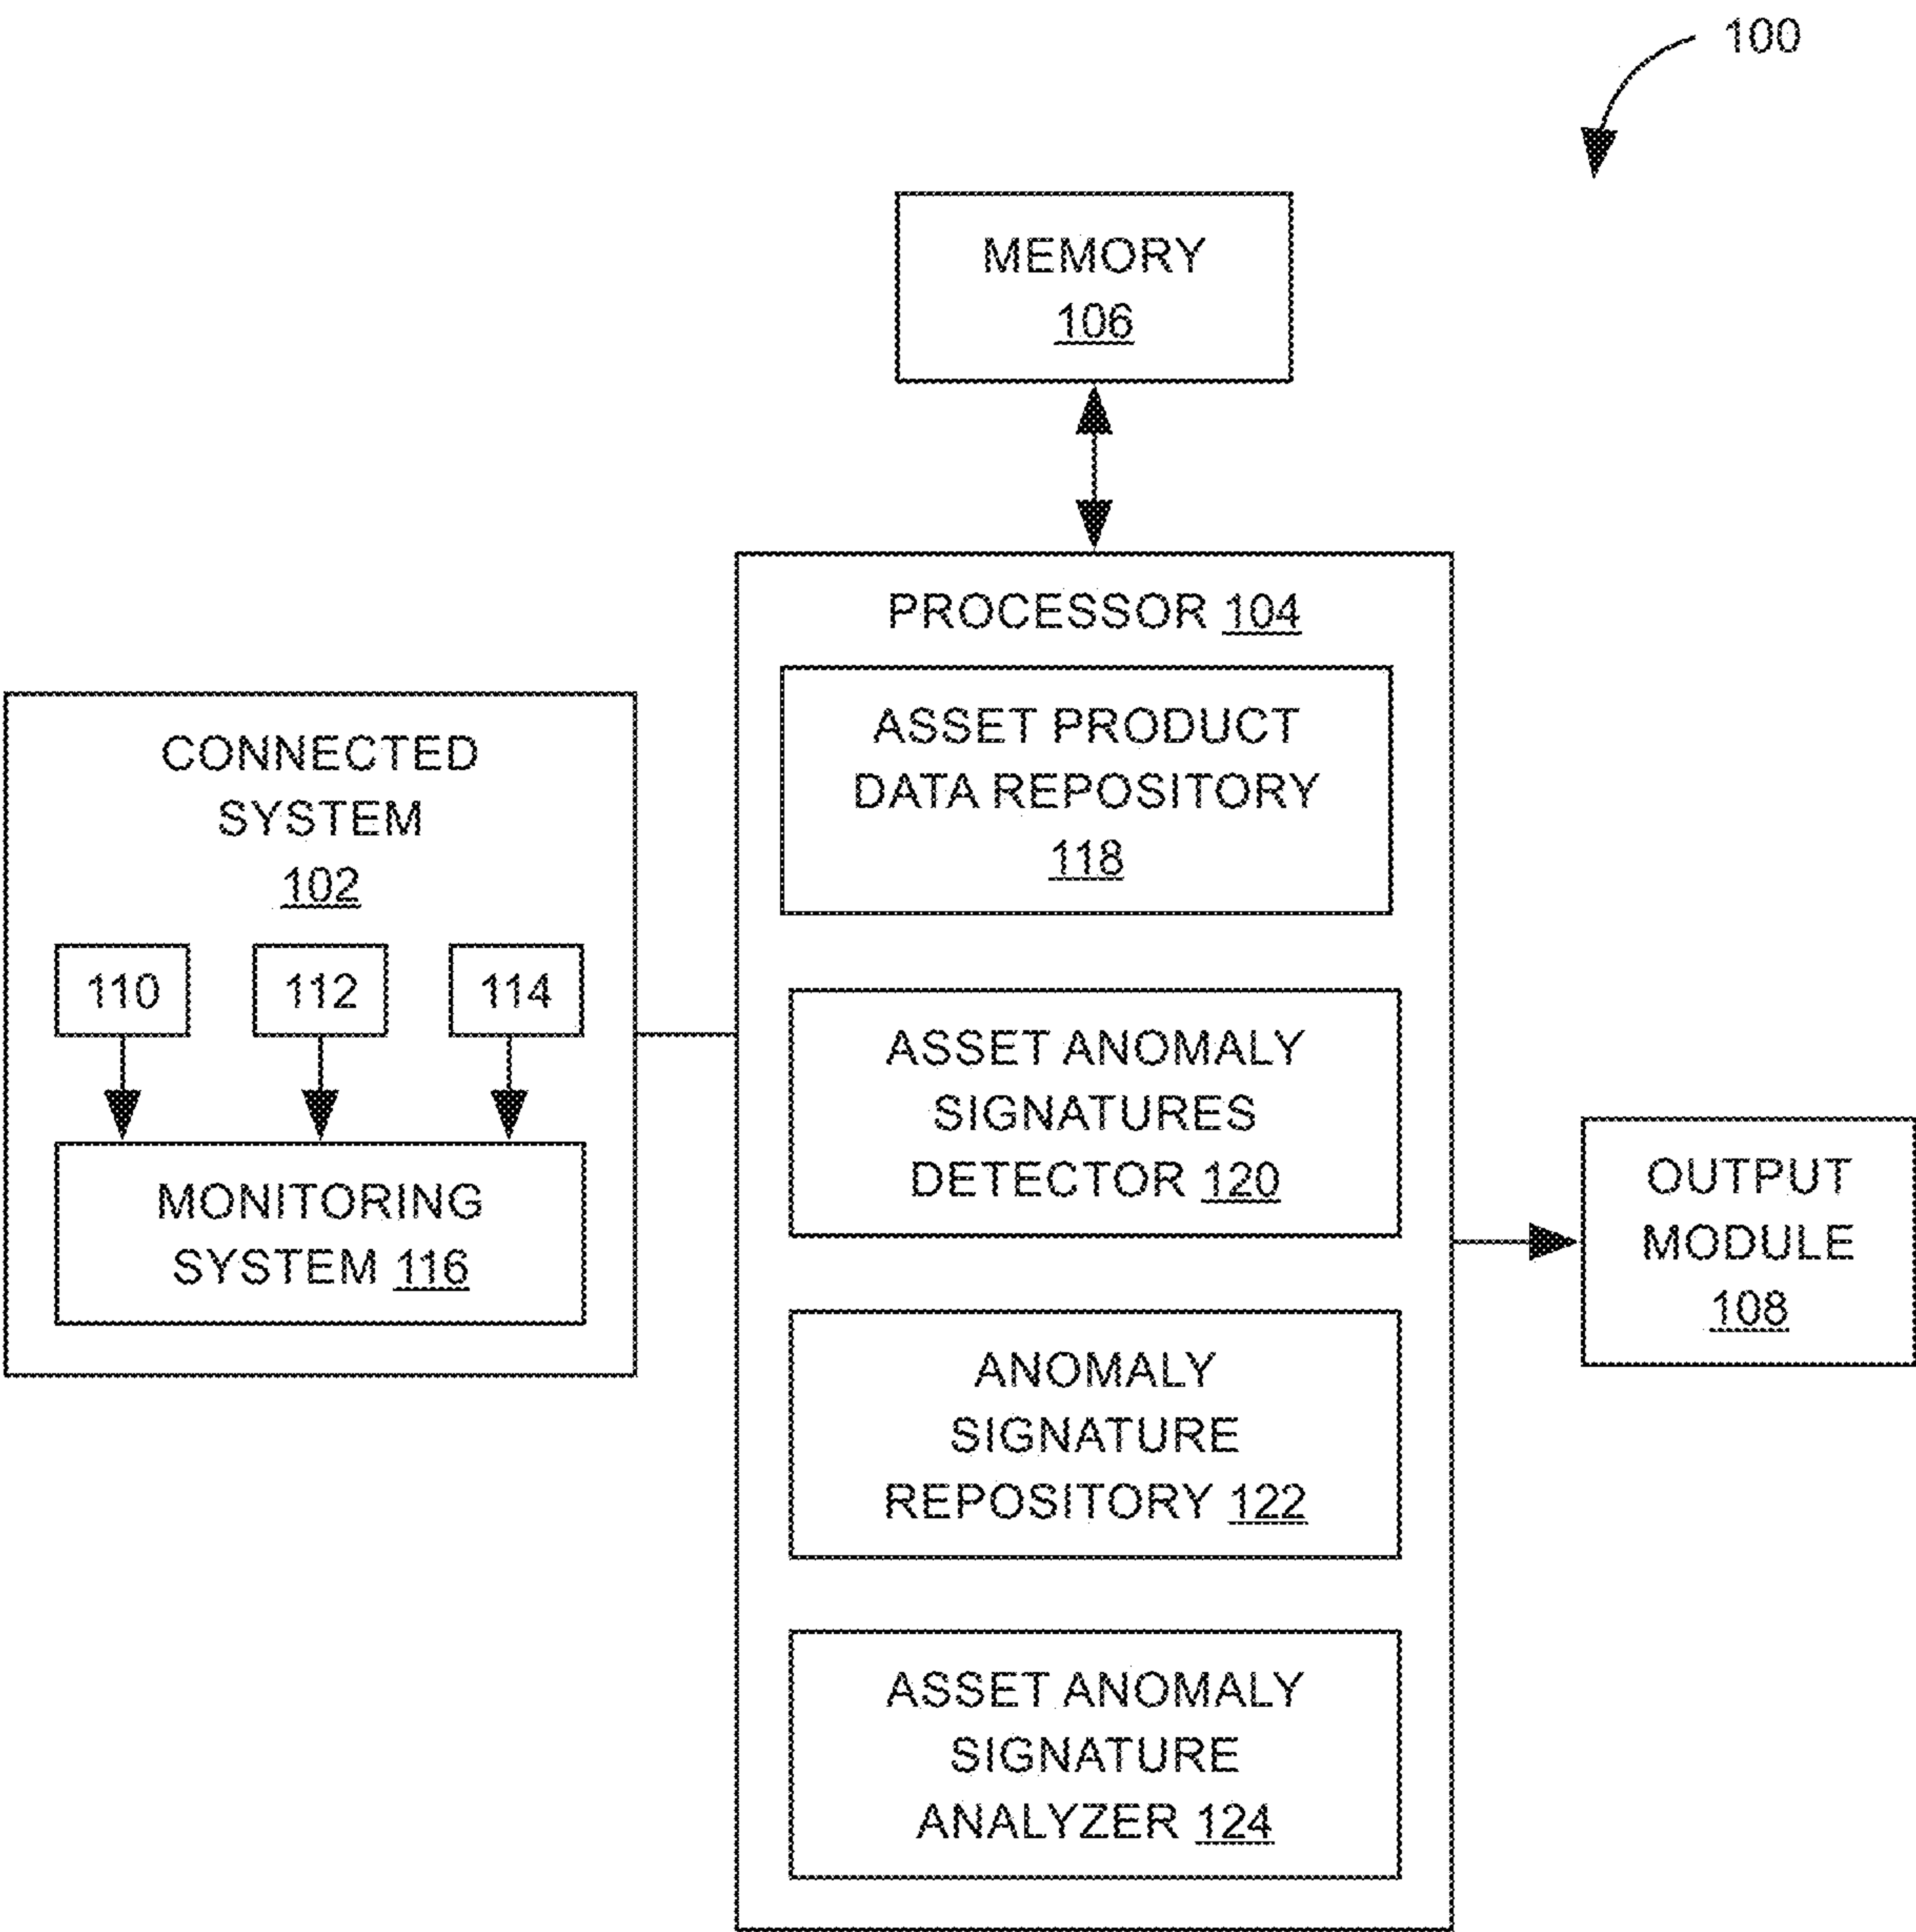 100
MEMORY
106
PROCESSOR 104
ASSET PRODUCT
DATA REPOSITORY
118
CONNECTED
SYSTEM
102
110
112
114
MONITORING
SYSTEM 116
ASSET ANOMALY
SIGNATURES
DETECTOR 120
OUTPUT
MODULE
108
ANOMALY
SIGNATURE
REPOSITORY 122
ASSET ANOMALY
SIGNATURE
ANALYZER 124